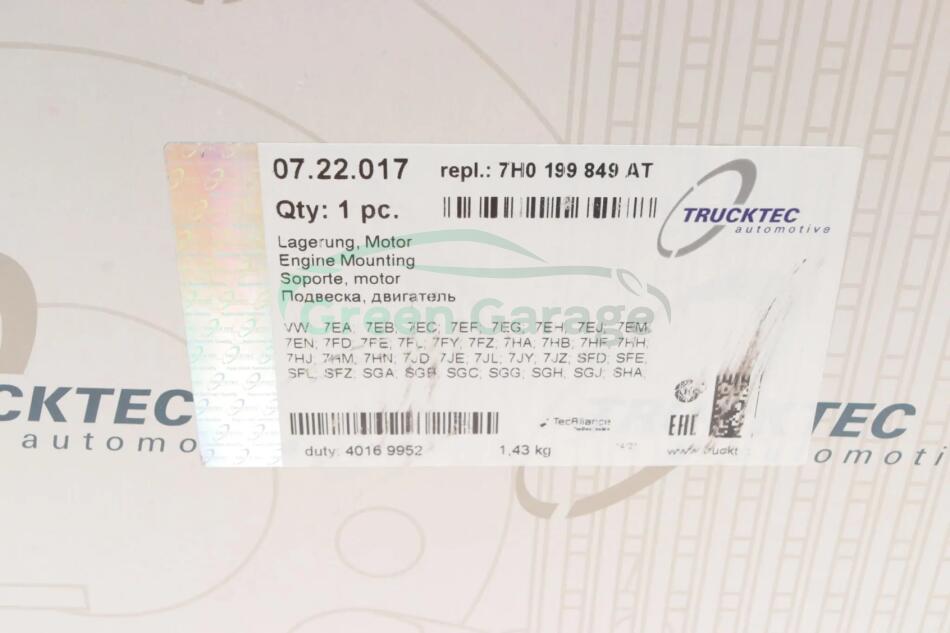 07.22.017 repl.: 7H0 199 849 AT
Qty: 1 pc.
TRUCKTEC
automotive
Lagerung, Motor
Engine Mounting
Soporte, motor
Подвеска, двигатель
Green Garage
VW, 7EA, 7EB, 7EC, 7EF, 7EG, 7EH, 7EJ, 7EM,
7EN, 7FD, 7FE, 7FL, 7FY, 7FZ, 7HA, 7HB, 7HF, 7HH,
7HJ, 7HM, 7HN, 7JD, 7JE, 7JL, 7JY, 7JZ, SFD, SFE,
SFL, SFZ, SGA, SGB, SGC, SGG, SGH, SGJ, SHA,
TecAlliance
EAC
duty: 4016 9952 1,43 kg
CKTEC
automo
TEC
omoti